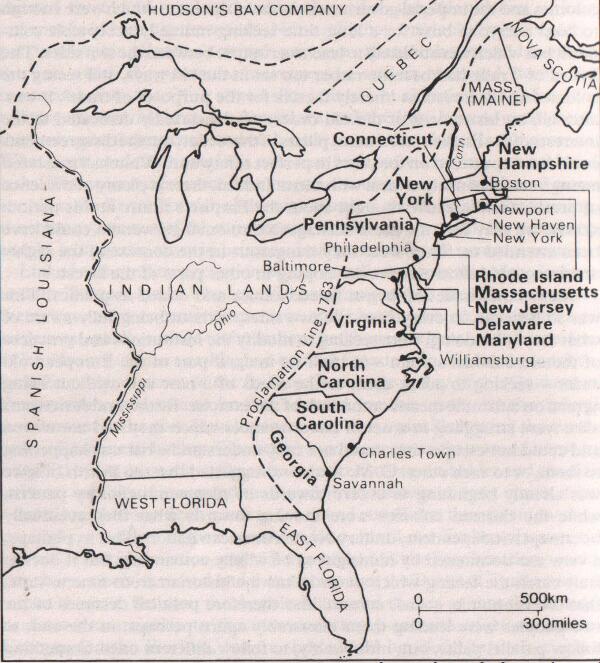 HUDSON'S BAY COMPANY
QUEBEC
NOVA SCOTIA
MASS.
(MAINE)
Connecticut
Conn
New
Hampshire
Boston
New
York
Newport
New Haven
New York
Pennsylvania
Philadelphia
Baltimore
Rhode Island
Massachusetts
New Jersey
Delaware
Maryland
SPANISH LOUISIANA
INDIAN LANDS
Ohio
Proclamation Line 1763
Virginia
Williamsburg
North
Carolina
Mississippi
South
Carolina
Charles Town
Georgia
Savannah
WEST FLORIDA
EAST FLORIDA
0 500km
0 300miles